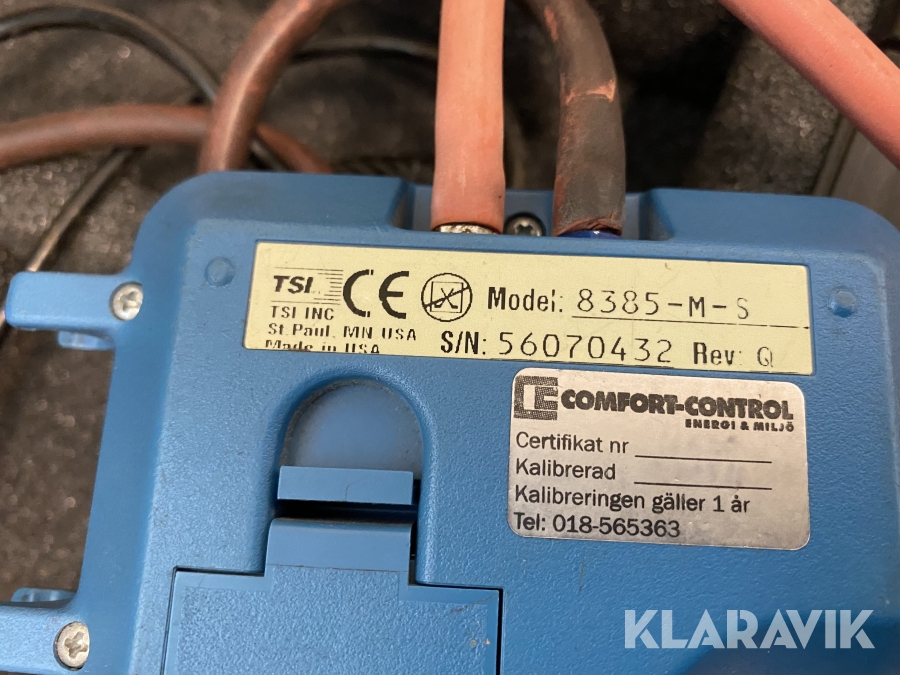 TSI
TSI INC
St. Paul, MN USA
Made in USA
CE
Model: 8385-M-S
S/N: 56070432 Rev: Q
COMFORT-CONTROL
ENERGI & MILJÖ
Certifikat nr
Kalibrerad
Kalibreringen gäller 1 år
Tel: 018-565363
KLARAVIK